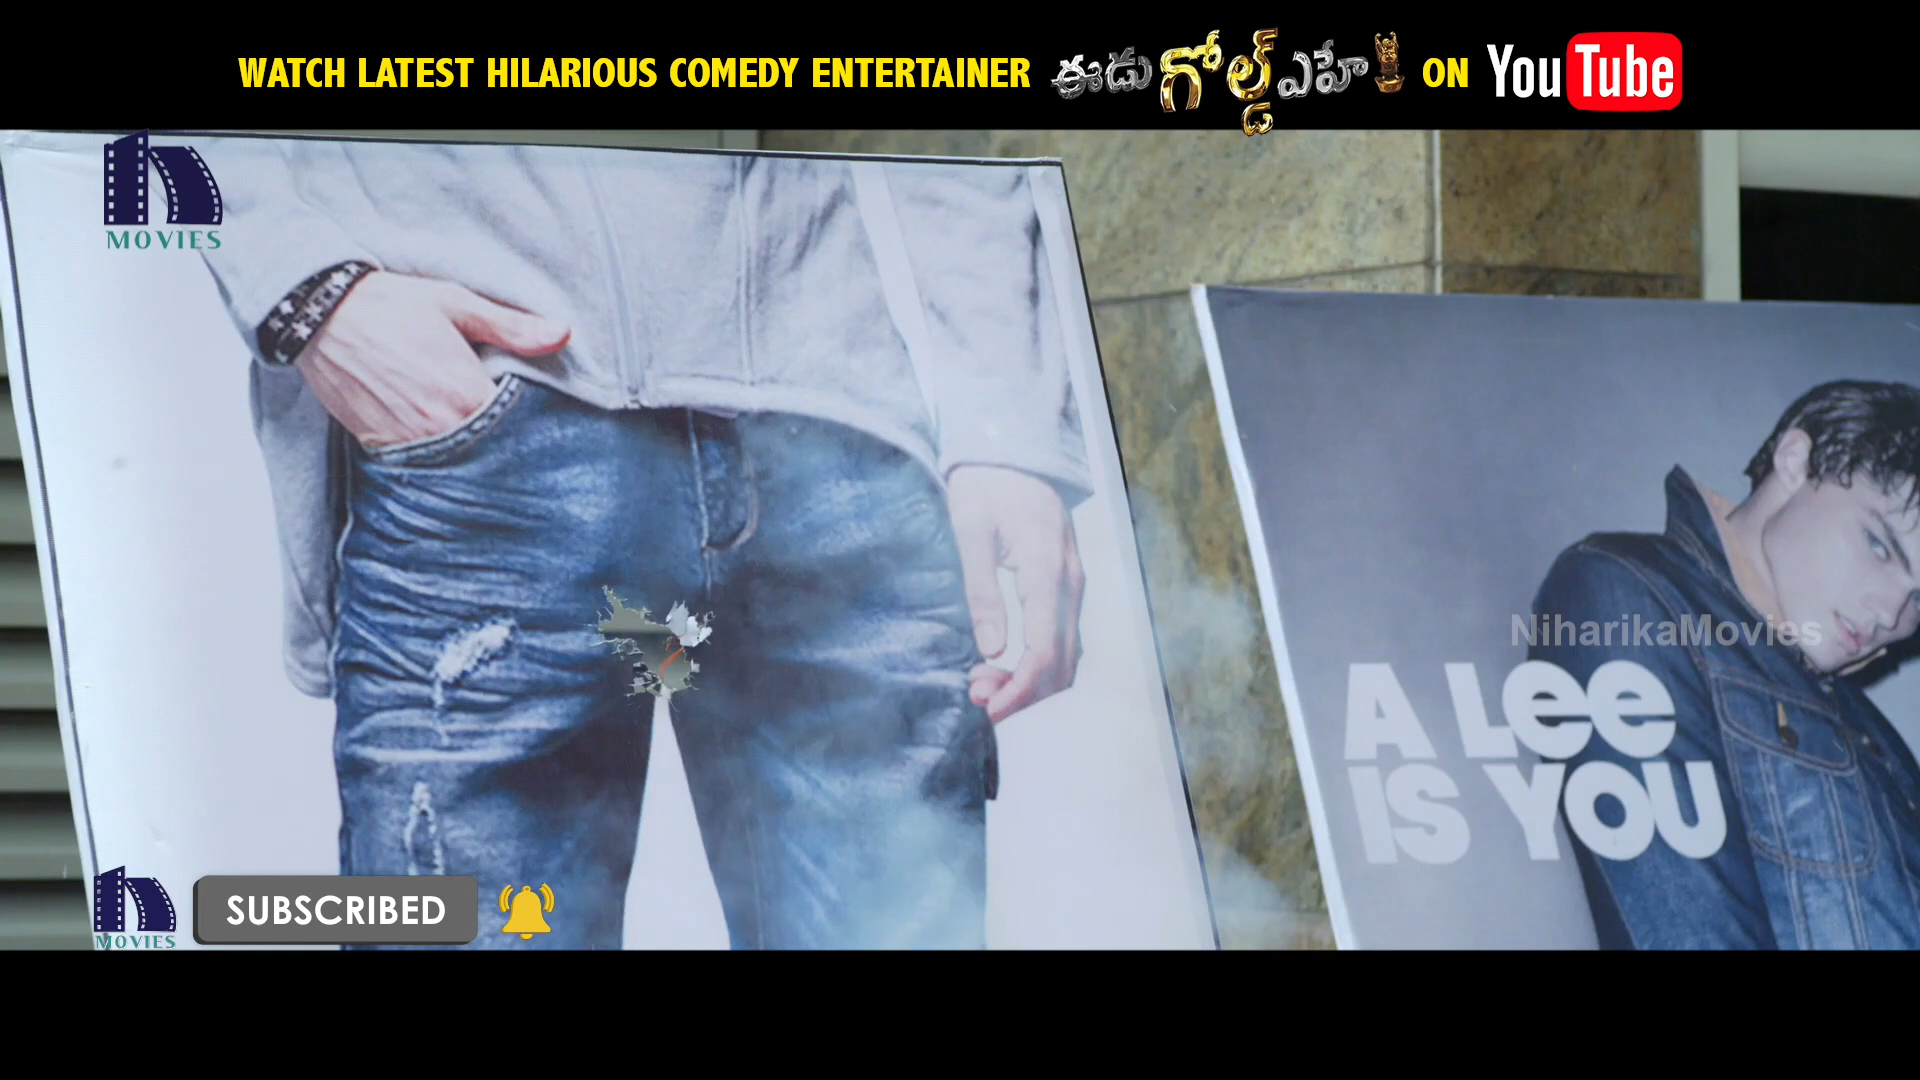 WATCH LATEST HILARIOUS COMEDY ENTERTAINER ఈడు గోల్డ్ ఎహే ON YouTube
MOVIES
NiharikaMovies
A Lee
IS YOU
SUBSCRIBED
MOVIES